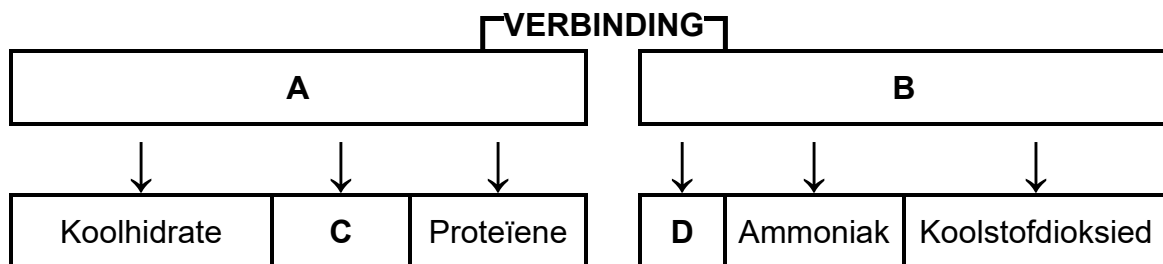 VERBINDING
A B
Koolhidrate C Proteïene D Ammoniak Koolstofdioksied